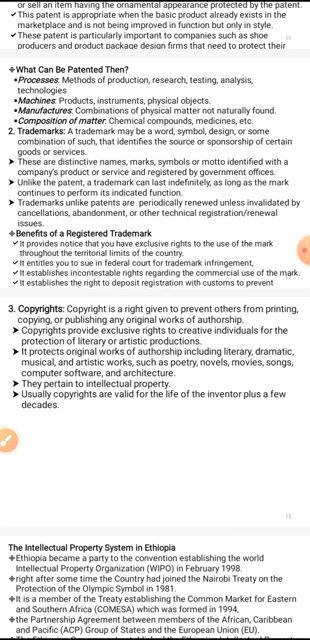 or sell an item having the ornamental appearance protected by the patent.
✓This patent is appropriate when the basic product already exists in the
marketplace and is not being improved in function but only in style.
✓These patent is particularly important to companies such as shoe
producers and product package design firms that need to protect their
11
❖What Can Be Patented Then?
▪Processes: Methods of production, research, testing, analysis,
technologies
▪Machines: Products, instruments, physical objects.
▪Manufactures: Combinations of physical matter not naturally found.
▪Composition of matter: Chemical compounds, medicines, etc.
2. Trademarks: A trademark may be a word, symbol, design, or some
combination of such, that identifies the source or sponsorship of certain
goods or services.
➤ These are distinctive names, marks, symbols or motto identified with a
company's product or service and registered by government offices.
➤ Unlike the patent, a trademark can last indefinitely, as long as the mark
continues to perform its indicated function.
➤ Trademarks unlike patents are periodically renewed unless invalidated by
cancellations, abandonment, or other technical registration/renewal
issues.
❖Benefits of a Registered Trademark
✓It provides notice that you have exclusive rights to the use of the mark
throughout the territorial limits of the country.
✓It entitles you to sue in federal court for trademark infringement,
✓It establishes incontestable rights regarding the commercial use of the mark.
✓It establishes the right to deposit registration with customs to prevent
3. Copyrights: Copyright is a right given to prevent others from printing,
copying, or publishing any original works of authorship.
➤ Copyrights provide exclusive rights to creative individuals for the
protection of literary or artistic productions.
➤ It protects original works of authorship including literary, dramatic,
musical, and artistic works, such as poetry, novels, movies, songs,
computer software, and architecture.
➤ They pertain to intellectual property.
➤ Usually copyrights are valid for the life of the inventor plus a few
decades.
13
The Intellectual Property System in Ethiopia
❖Ethiopia became a party to the convention establishing the world
Intellectual Property Organization (WIPO) in February 1998.
❖right after some time the Country had joined the Nairobi Treaty on the
Protection of the Olympic Symbol in 1981.
❖It is a member of the Treaty establishing the Common Market for Eastern
and Southern Africa (COMESA) which was formed in 1994,
❖the Partnership Agreement between members of the African, Caribbean
and Pacific (ACP) Group of States and the European Union (EU).